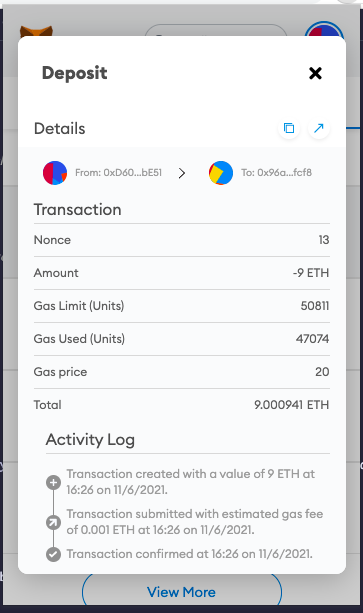 Deposit
Details
From: 0xD60...bE51 > To: 0x96a...fcf8
Transaction
Nonce 13
Amount -9 ETH
Gas Limit (Units) 50811
Gas Used (Units) 47074
Gas price 20
Total 9.000941 ETH
Activity Log
Transaction created with a value of 9 ETH at
16:26 on 11/6/2021.
Transaction submitted with estimated gas fee
of 0.001 ETH at 16:26 on 11/6/2021.
Transaction confirmed at 16:26 on 11/6/2021.
View More